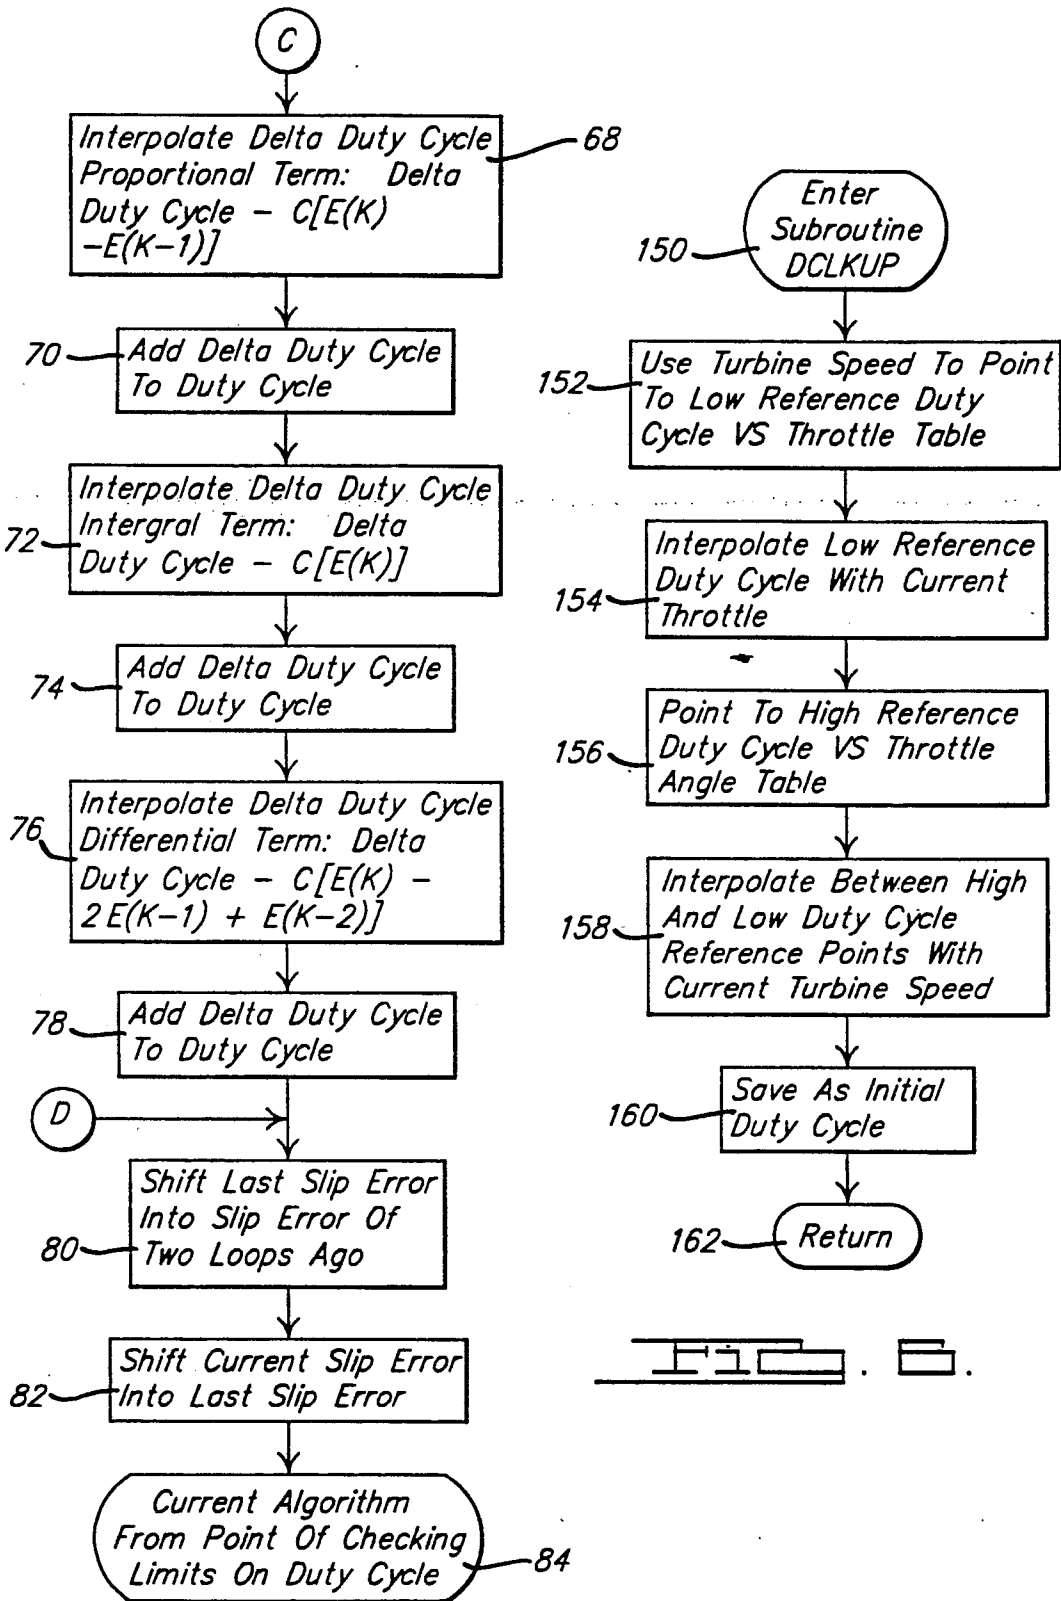 C
Interpolate Delta Duty Cycle
Proportional Term: Delta
Duty Cycle - C[E(K)
-E(K-1)]
68
70
Add Delta Duty Cycle
To Duty Cycle
Interpolate Delta Duty Cycle
Intergral Term: Delta
Duty Cycle - C[E(K)]
72
74
Add Delta Duty Cycle
To Duty Cycle
Interpolate Delta Duty Cycle
Differential Term: Delta
Duty Cycle - C[E(K) -
2E(K-1) + E(K-2)]
76
78
Add Delta Duty Cycle
To Duty Cycle
D
Shift Last Slip Error
Into Slip Error Of
Two Loops Ago
80
Shift Current Slip Error
Into Last Slip Error
82
Current Algorithm
From Point Of Checking
Limits On Duty Cycle
84
Enter
Subroutine
DCLKUP
150
Use Turbine Speed To Point
To Low Reference Duty
Cycle VS Throttle Table
152
Interpolate Low Reference
Duty Cycle With Current
Throttle
154
Point To High Reference
Duty Cycle VS Throttle
Angle Table
156
Interpolate Between High
And Low Duty Cycle
Reference Points With
Current Turbine Speed
158
Save As Initial
Duty Cycle
160
Return
162